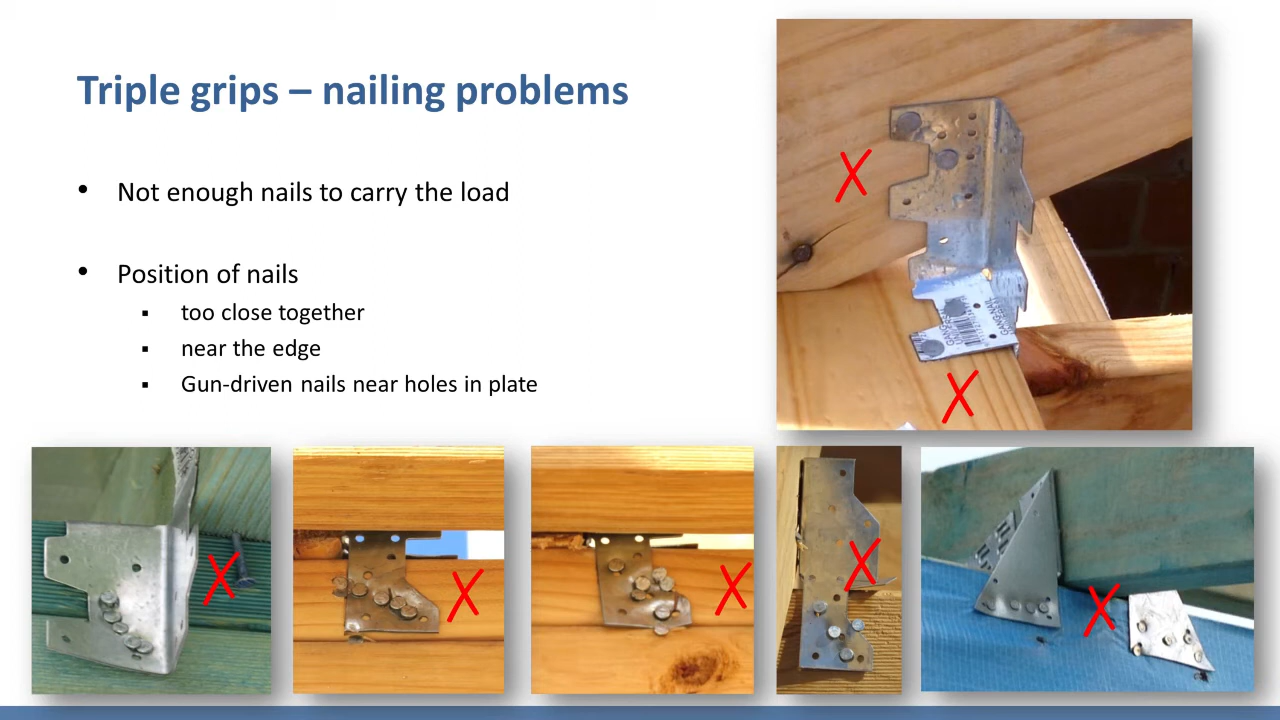 Triple grips – nailing problems
• Not enough nails to carry the load
• Position of nails
▪ too close together
▪ near the edge
▪ Gun-driven nails near holes in plate